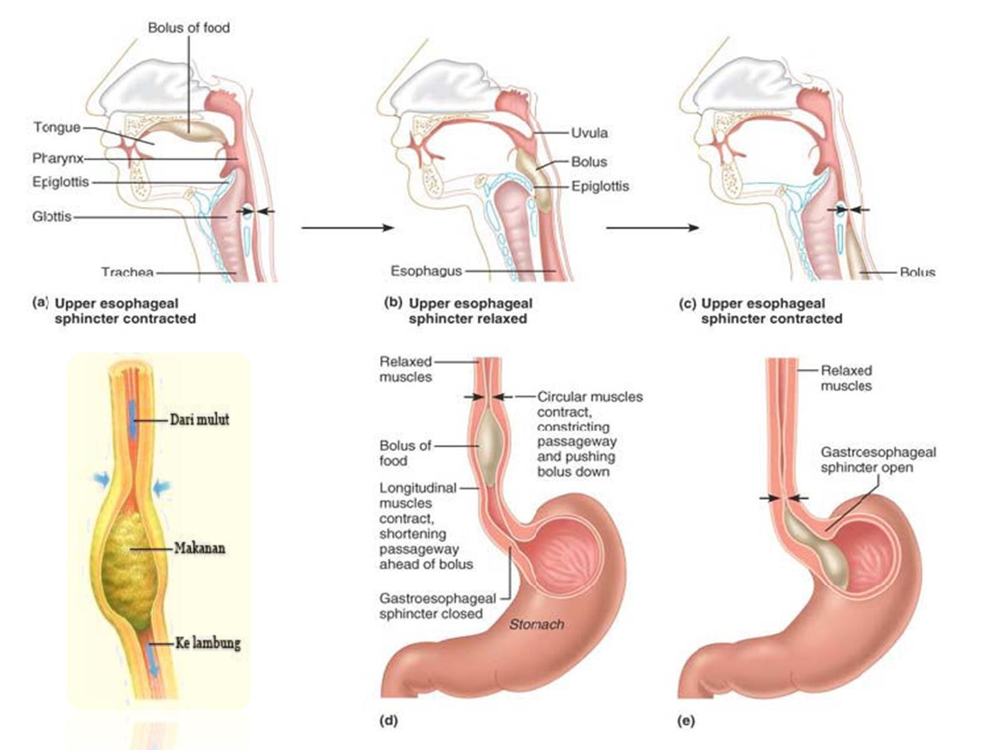 Bolus of food
Tongue
Pharynx
Epiglottis
Glottis
Trachea
(a) Upper esophageal
sphincter contracted
Uvula
Bolus
Epiglottis
Esophagus
(b) Upper esophageal
sphincter relaxed
Bolus
(c) Upper esophageal
sphincter contracted
Dari mulut
Makanan
Ke lambung
Relaxed
muscles
Circular muscles
contract,
constricting
passageway
and pushing
bolus down
Bolus of
food
Longitudinal
muscles
contract,
shortening
passageway
ahead of bolus
Gastroesophageal
sphincter closed
Stomach
(d)
Relaxed
muscles
Gastroesophageal
sphincter open
(e)